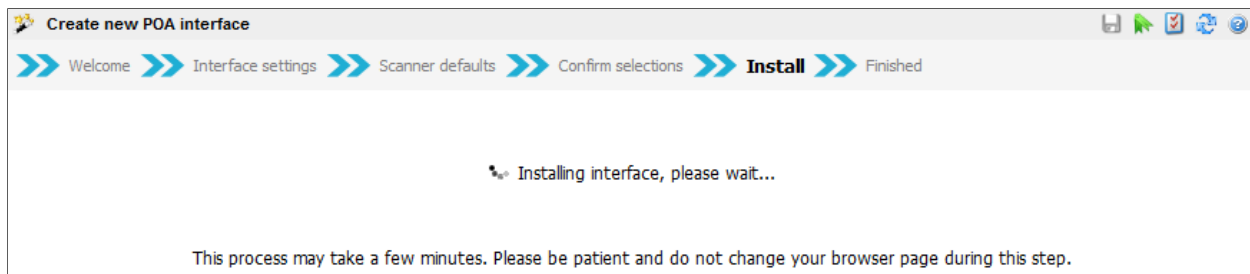 Create new POA interface
Welcome Interface settings Scanner defaults Confirm selections Install Finished
Installing interface, please wait...
This process may take a few minutes. Please be patient and do not change your browser page during this step.